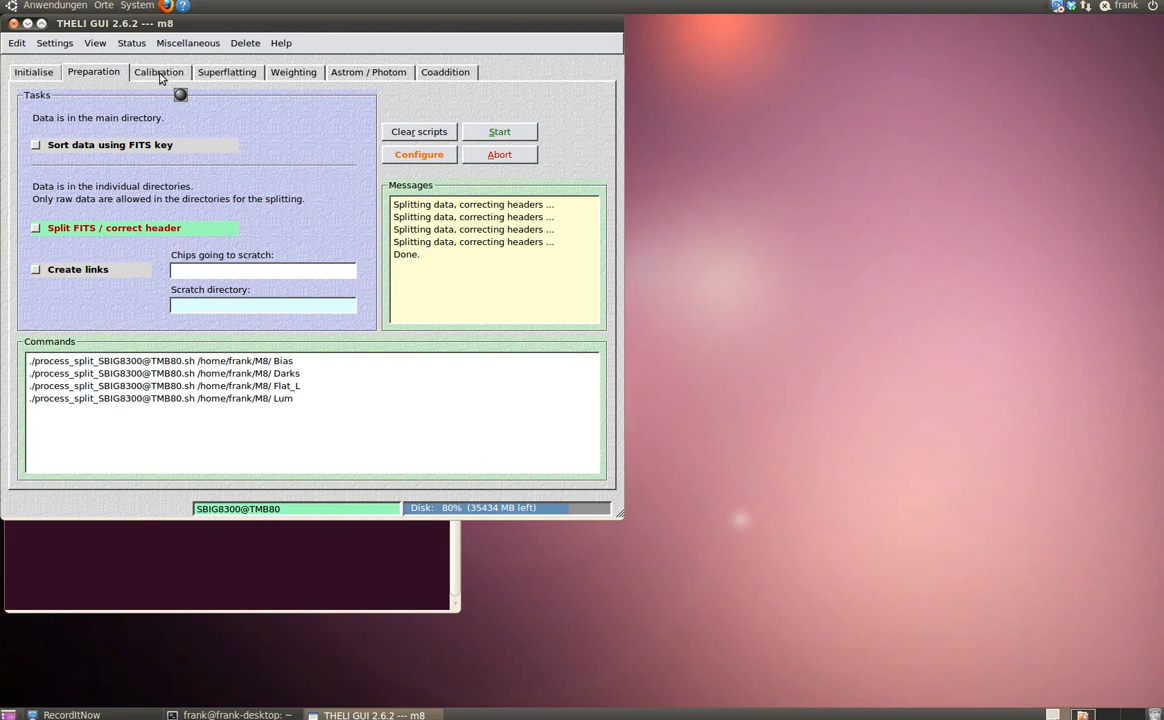 Anwendungen Orte System ?
frank
THELI GUI 2.6.2 --- m8
Edit Settings View Status Miscellaneous Delete Help
Initialise Preparation Calibration Superflatting Weighting Astrom / Photom Coaddition
Tasks
Data is in the main directory.
Sort data using FITS key
Data is in the individual directories.
Only raw data are allowed in the directories for the splitting.
Split FITS / correct header
Chips going to scratch:
Create links
Scratch directory:
Clear scripts Start
Configure Abort
Messages
Splitting data, correcting headers ...
Splitting data, correcting headers ...
Splitting data, correcting headers ...
Splitting data, correcting headers ...
Done.
Commands
./process_split_SBIG8300@TMB80.sh /home/frank/M8/ Bias
./process_split_SBIG8300@TMB80.sh /home/frank/M8/ Darks
./process_split_SBIG8300@TMB80.sh /home/frank/M8/ Flat_L
./process_split_SBIG8300@TMB80.sh /home/frank/M8/ Lum
SBIG8300@TMB80 Disk: 80% (35434 MB left)
RecordItNow frank@frank-desktop: ~ THELI GUI 2.6.2 --- m8